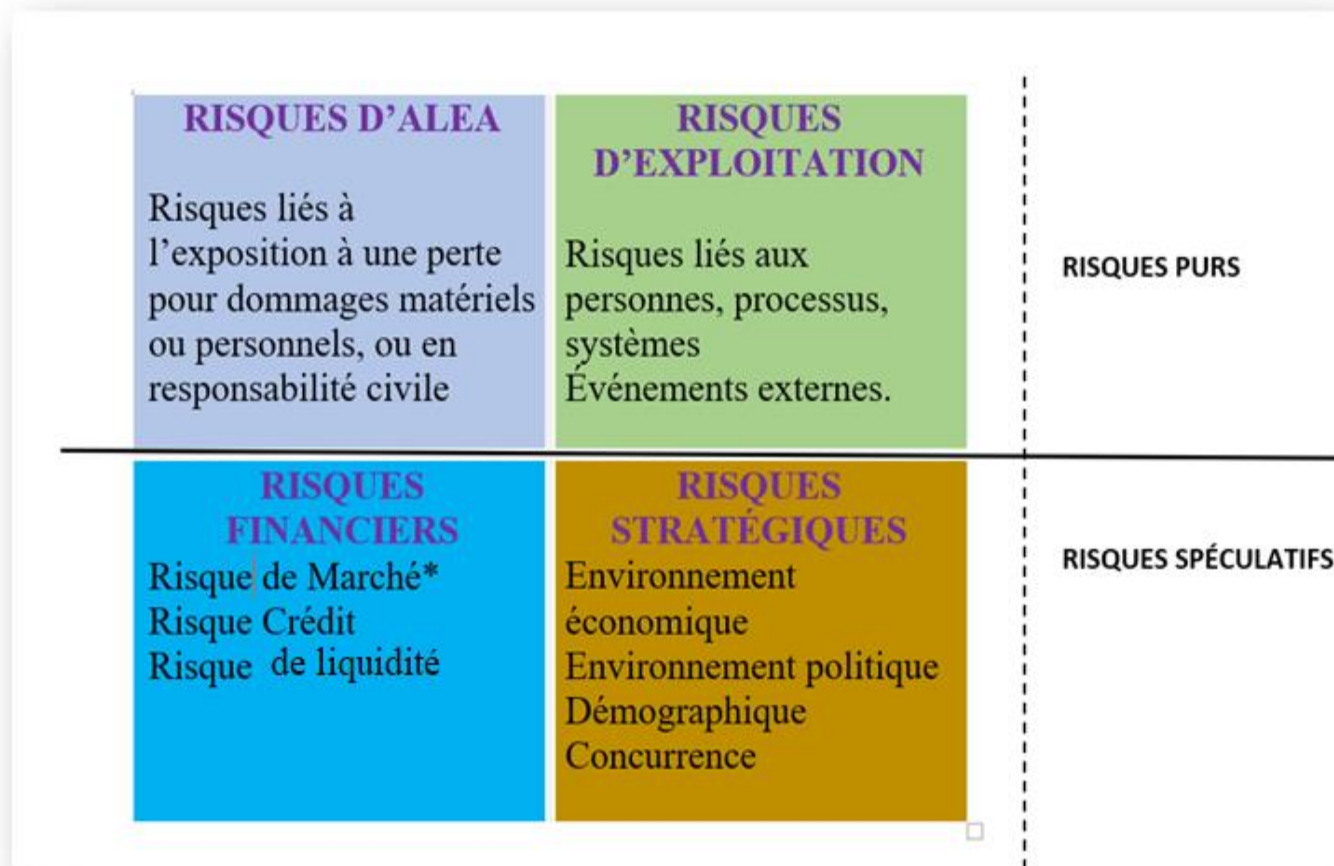 RISQUES D'ALEA
Risques liés à
l'exposition à une perte
pour dommages matériels
ou personnels, ou en
responsabilité civile
RISQUES
D'EXPLOITATION
Risques liés aux
personnes, processus,
systèmes
Événements externes.
RISQUES PURS
RISQUES
FINANCIERS
Risque de Marché*
Risque Crédit
Risque de liquidité
RISQUES
STRATÉGIQUES
Environnement
économique
Environnement politique
Démographique
Concurrence
RISQUES SPÉCULATIFS